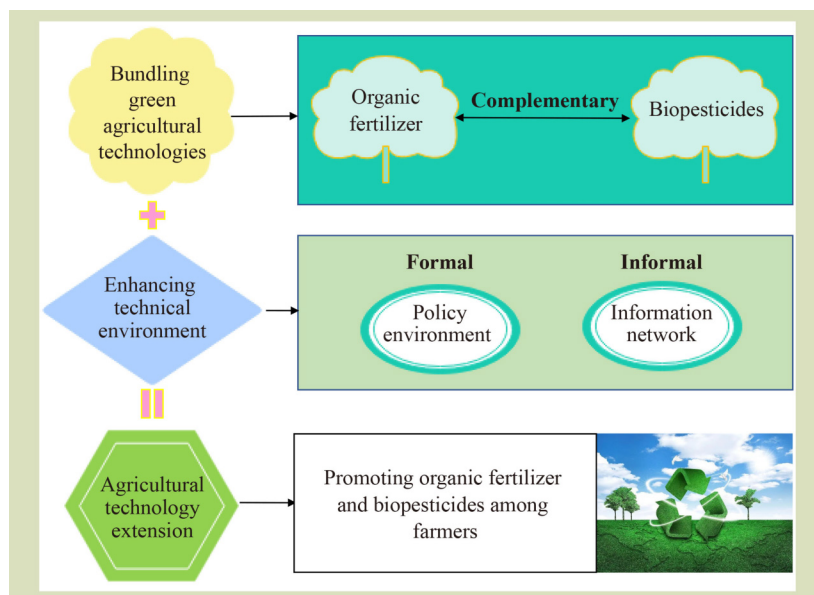 Bundling
green
agricultural
technologies
Organic
fertilizer
Complementary
Biopesticides
Enhancing
technical
environment
Formal
Informal
Policy
environment
Information
network
Agricultural
technology
extension
Promoting organic fertilizer
and biopesticides among
farmers